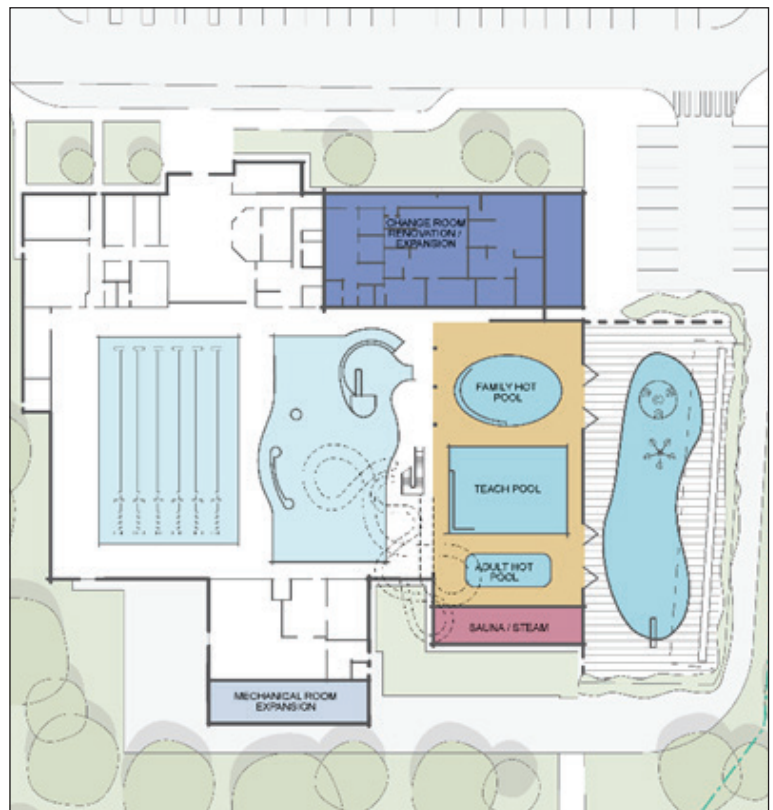 CHANGE ROOM
RENOVATION /
EXPANSION
FAMILY HOT
POOL
TEACH POOL
ADULT HOT
POOL
SAUNA / STEAM
MECHANICAL ROOM
EXPANSION